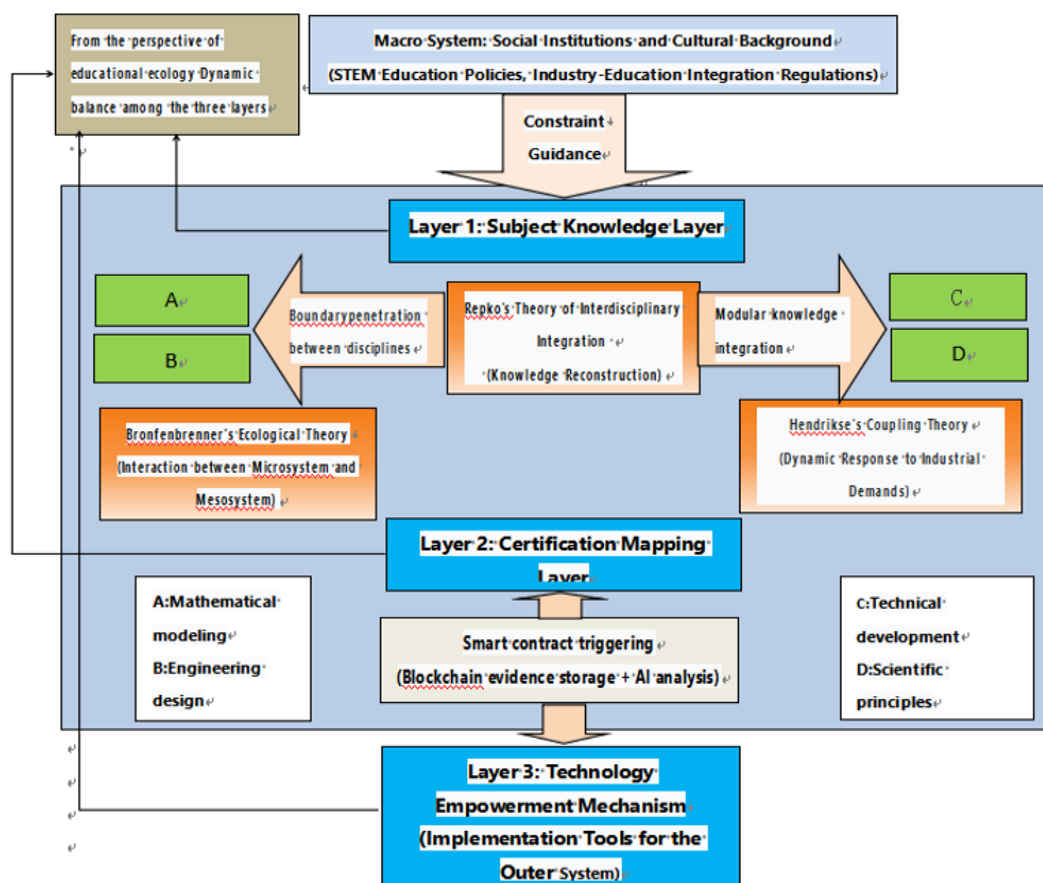 From the perspective of
educational ecology Dynamic
balance among the three layers
Macro System: Social Institutions and Cultural Background
(STEM Education Policies, Industry-Education Integration Regulations)
Constraint
Guidance
Layer 1: Subject Knowledge Layer
A
B
Boundarypenetration
between disciplines
Repko's Theory of Interdisciplinary
Integration
(Knowledge Reconstruction)
Modular knowledge
integration
C
D
Bronfenbrenner's Ecological Theory
(Interaction between Microsystem and
Mesosystem)
Hendrikse's Coupling Theory
(Dynamic Response to Industrial
Demands)
Layer 2: Certification Mapping
Layer
A:Mathematical
modeling
B:Engineering
design
Smart contract triggering
(Blockchain evidence storage + AI analysis)
C:Technical
development
D:Scientific
principles
Layer 3: Technology
Empowerment Mechanism
(Implementation Tools for the
Outer System)